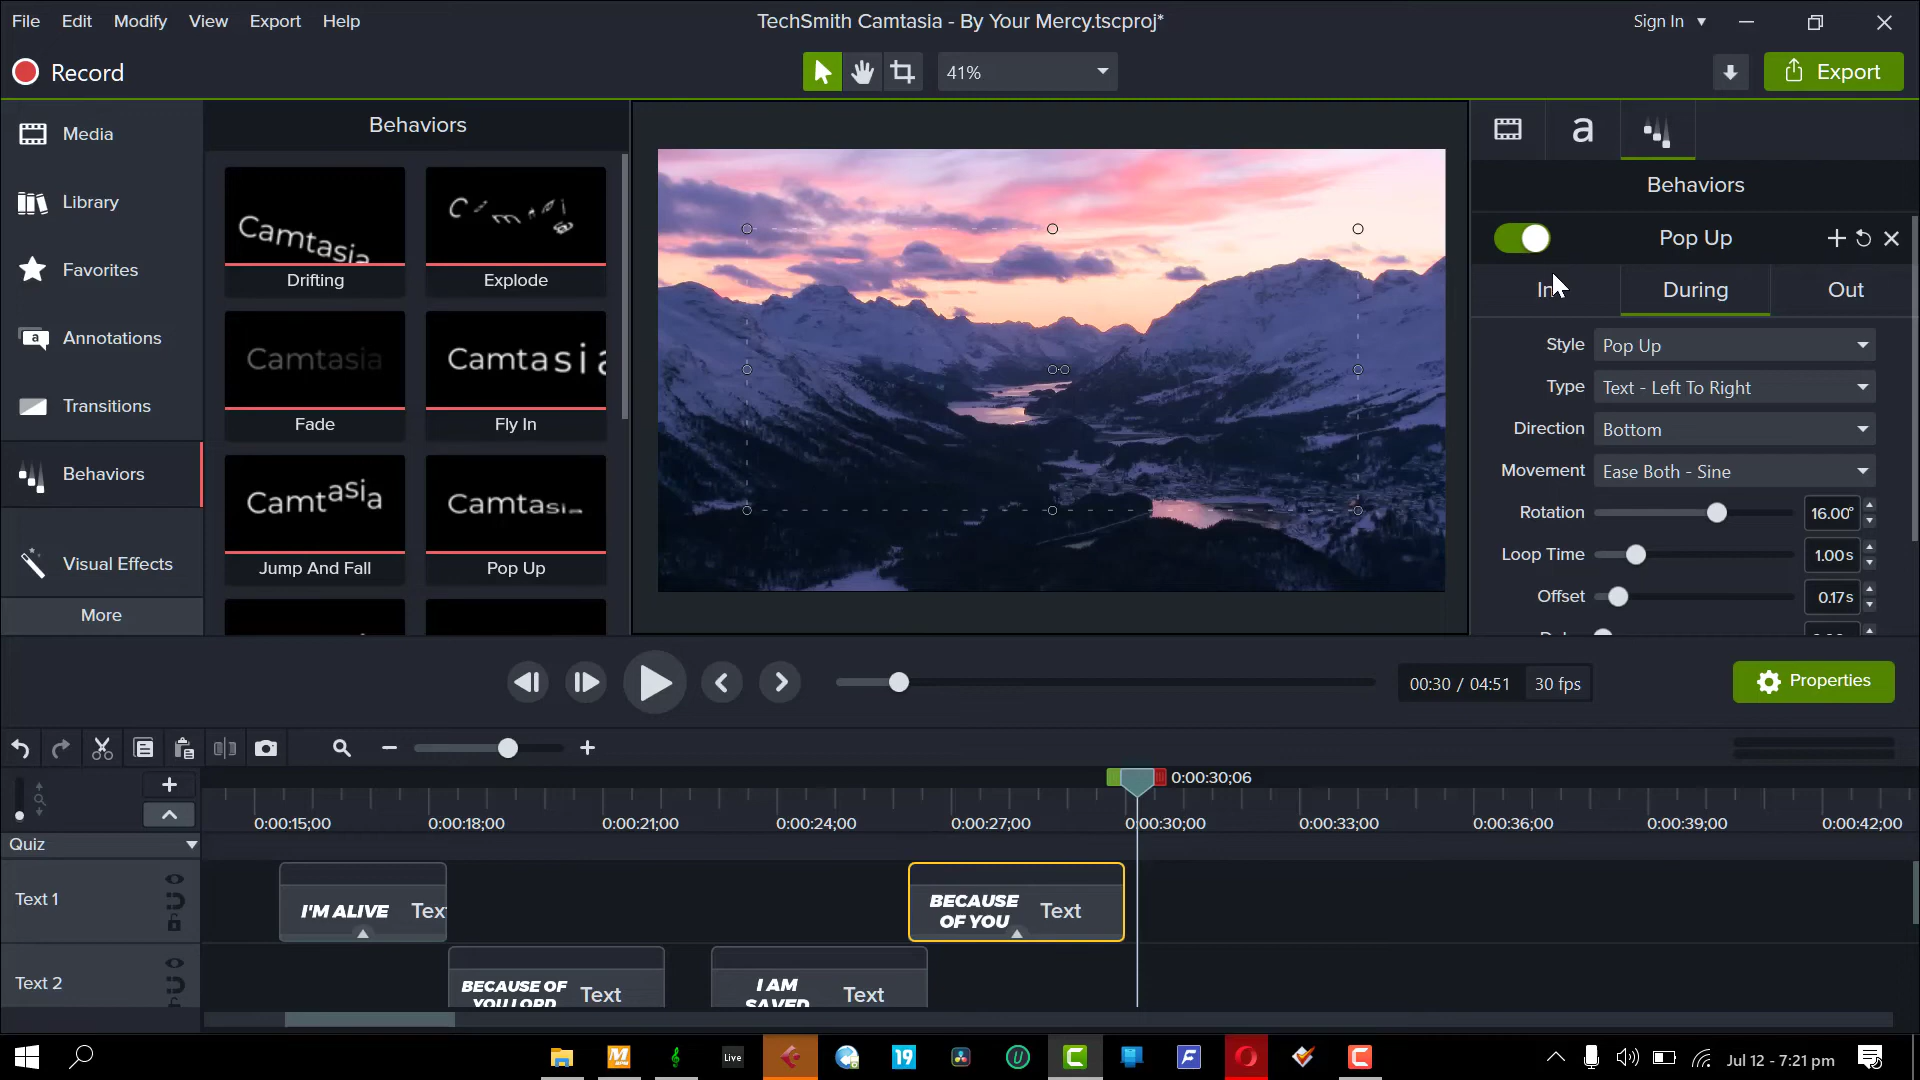 File Edit Modify View Export Help
TechSmith Camtasia - By Your Mercy.tscproj*
Sign In
Record
41%
Export
Media
Library
Favorites
Annotations
Transitions
Behaviors
Visual Effects
More
Behaviors
Camtasia
Drifting
Explode
Camtasia
Fade
Camtasia
Fly In
Camtasia
Jump And Fall
Camtasia
Pop Up
a
Behaviors
Pop Up
In During Out
Style Pop Up
Type Text - Left To Right
Direction Bottom
Movement Ease Both - Sine
Rotation 16.00°
Loop Time 1.00s
Offset 0.17s
00:30 / 04:51 30 fps
Properties
0:00:30;06
0:00:15;00 0:00:18;00 0:00:21;00 0:00:24;00 0:00:27;00 0:00:30;00 0:00:33;00 0:00:36;00 0:00:39;00 0:00:42;00
Quiz
Text 1
I'M ALIVE Text
BECAUSE
OF YOU Text
Text 2
BECAUSE OF
YOU LORD Text
I AM
SAVED Text
Live
19
Jul 12 - 7:21 pm